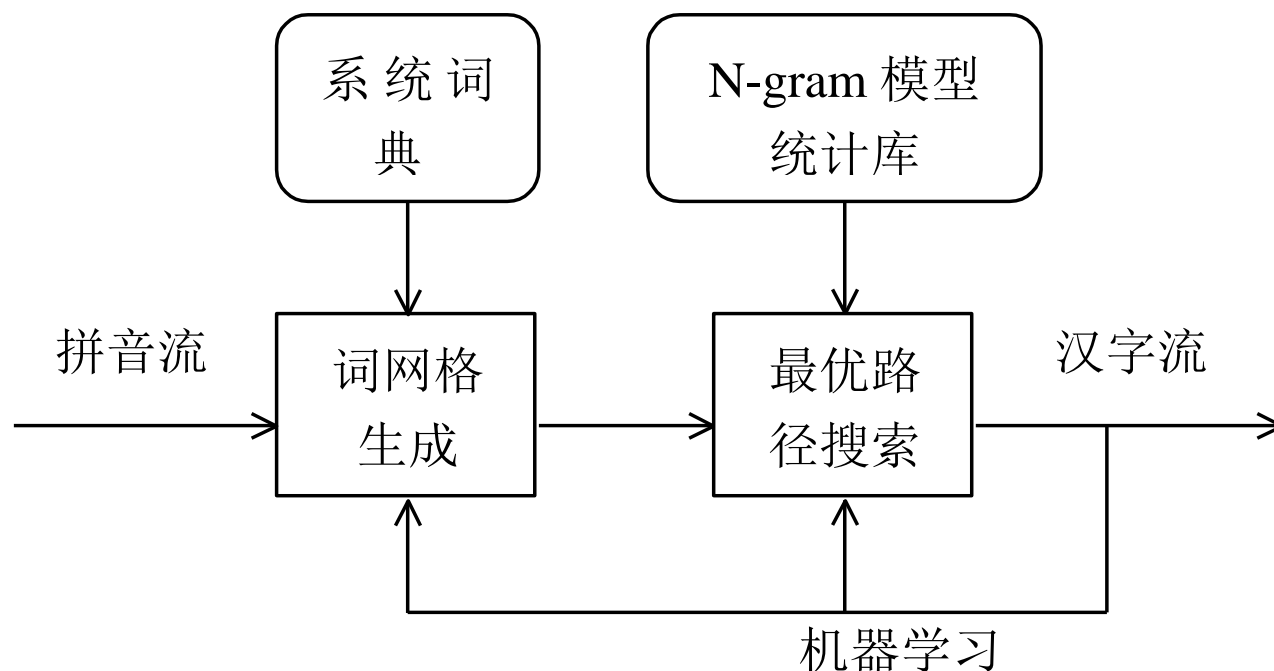 系统词
典
N-gram 模型
统计库
拼音流
词网格
生成
最优路
径搜索
汉字流
机器学习